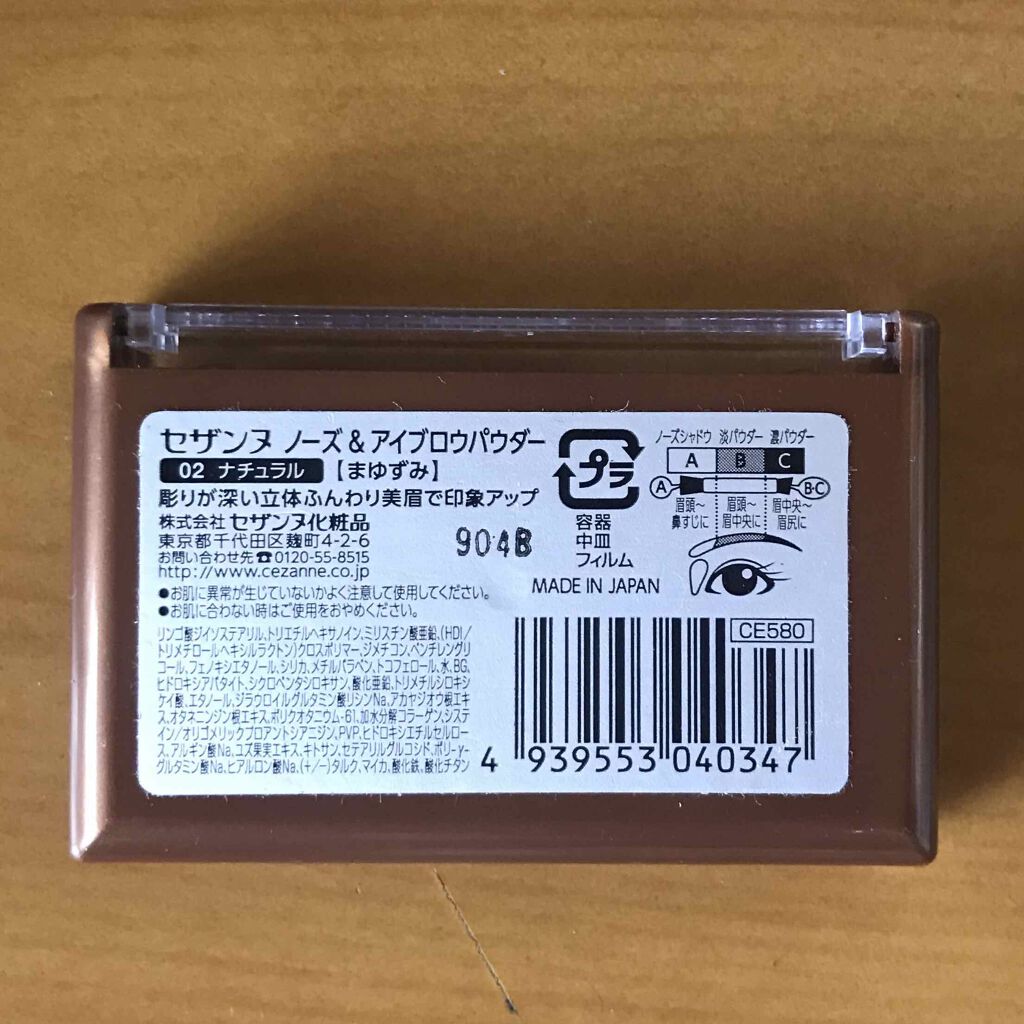 セザンヌ ノーズ&アイブロウパウダー
02 ナチュラル 【まゆずみ】
彫りが深い立体ふんわり美眉で印象アップ
株式会社 セザンヌ化粧品
東京都千代田区麹町4-2-6
お問い合わせ先☎0120-55-8515
http://www.cezanne.co.jp
904B
●お肌に異常が生じていないかよく注意して使用してください。
●お肌に合わない時はご使用をおやめください。
リンゴ酸ジイソステアリル,トリエチルヘキサノイン,ミリスチン酸亜鉛,(HDI/
トリメチロールヘキシルラクトン)クロスポリマー,ジメチコン,ペンチレングリ
コール,フェノキシエタノール,シリカ,メチルパラベン,トコフェロール,水,BG,
ヒドロキシアパタイト,シクロペンタシロキサン,酸化亜鉛,トリメチルシロキシ
ケイ酸,エタノール,ジラウロイルグルタミン酸リシンNa,アカヤジオウ根エキ
ス,オタネニンジン根エキス,ポリクオタニウム-61,加水分解コラーゲン,システ
イン/オリゴメリックプロアントシアニジン,PVP,ヒドロキシエチルセルロー
ス,アルギン酸Na,ユズ果実エキス,キトサン,セテアリルグルコシド,ポリ-γ-
グルタミン酸Na,ヒアルロン酸Na,(+/-)タルク,マイカ,酸化鉄,酸化チタン
プラ
容器
中皿
フィルム
MADE IN JAPAN
ノーズシャドウ 淡パウダー 濃パウダー
A B C
A B・C
眉頭~ 眉頭~ 眉中央~
鼻すじに 眉中央に 眉尻に
CE580
4 939553 040347